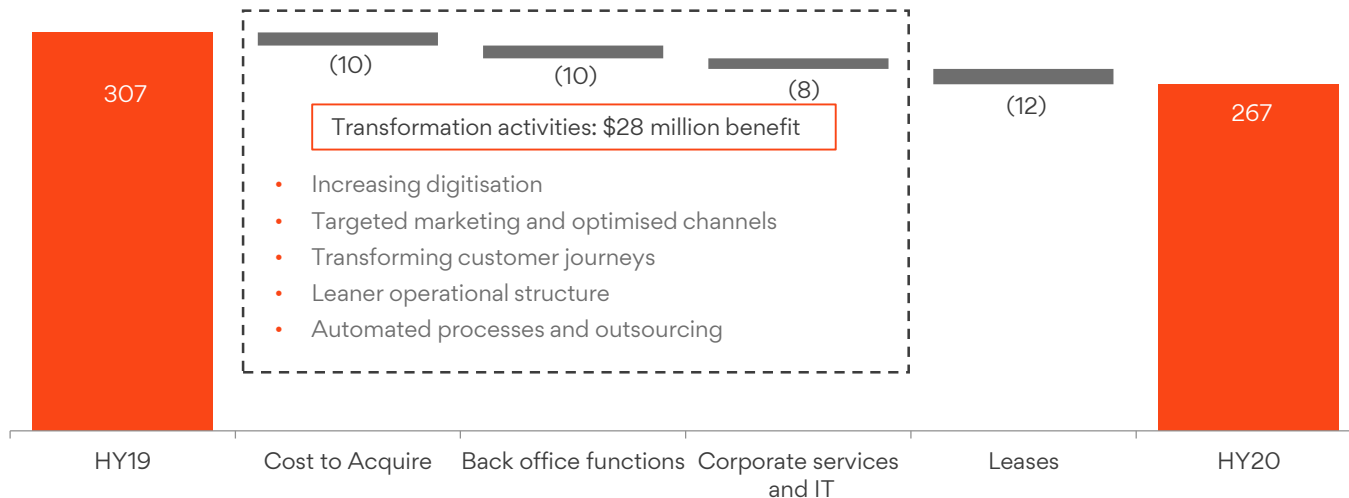 307
(10)
(10)
(8)
(12)
267
Transformation activities: $28 million benefit
• Increasing digitisation
• Targeted marketing and optimised channels
• Transforming customer journeys
• Leaner operational structure
• Automated processes and outsourcing
HY19
Cost to Acquire
Back office functions
Corporate services
and IT
Leases
HY20